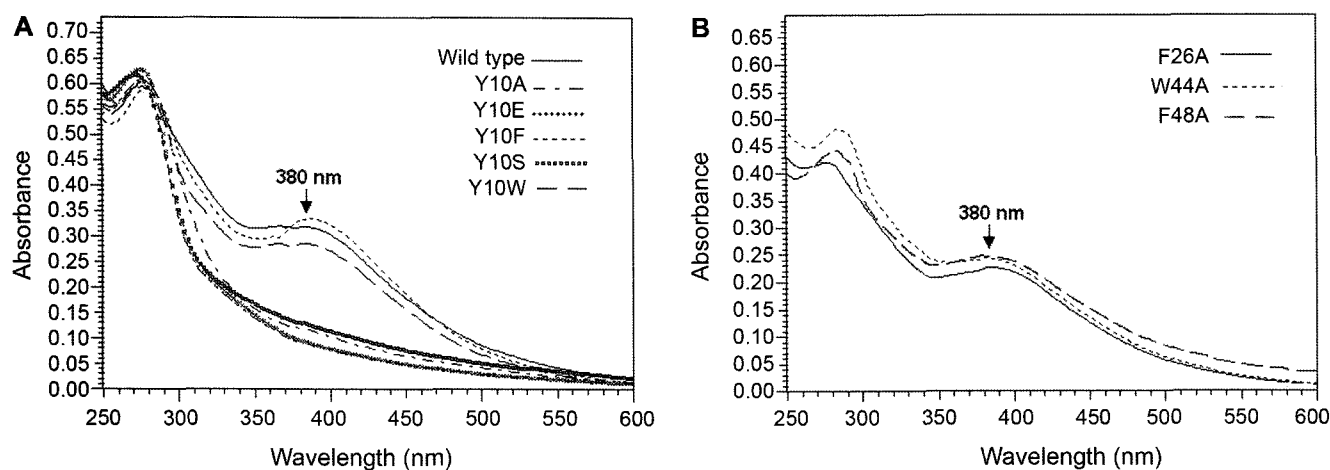 A
Absorbance
0.70
0.65
0.60
0.55
0.50
0.45
0.40
0.35
0.30
0.25
0.20
0.15
0.10
0.05
0.00
250 300 350 400 450 500 550 600
Wavelength (nm)
Wild type
Y10A
Y10E
Y10F
Y10S
Y10W
380 nm
B
Absorbance
0.65
0.60
0.55
0.50
0.45
0.40
0.35
0.30
0.25
0.20
0.15
0.10
0.05
0.00
250 300 350 400 450 500 550 600
Wavelength (nm)
F26A
W44A
F48A
380 nm